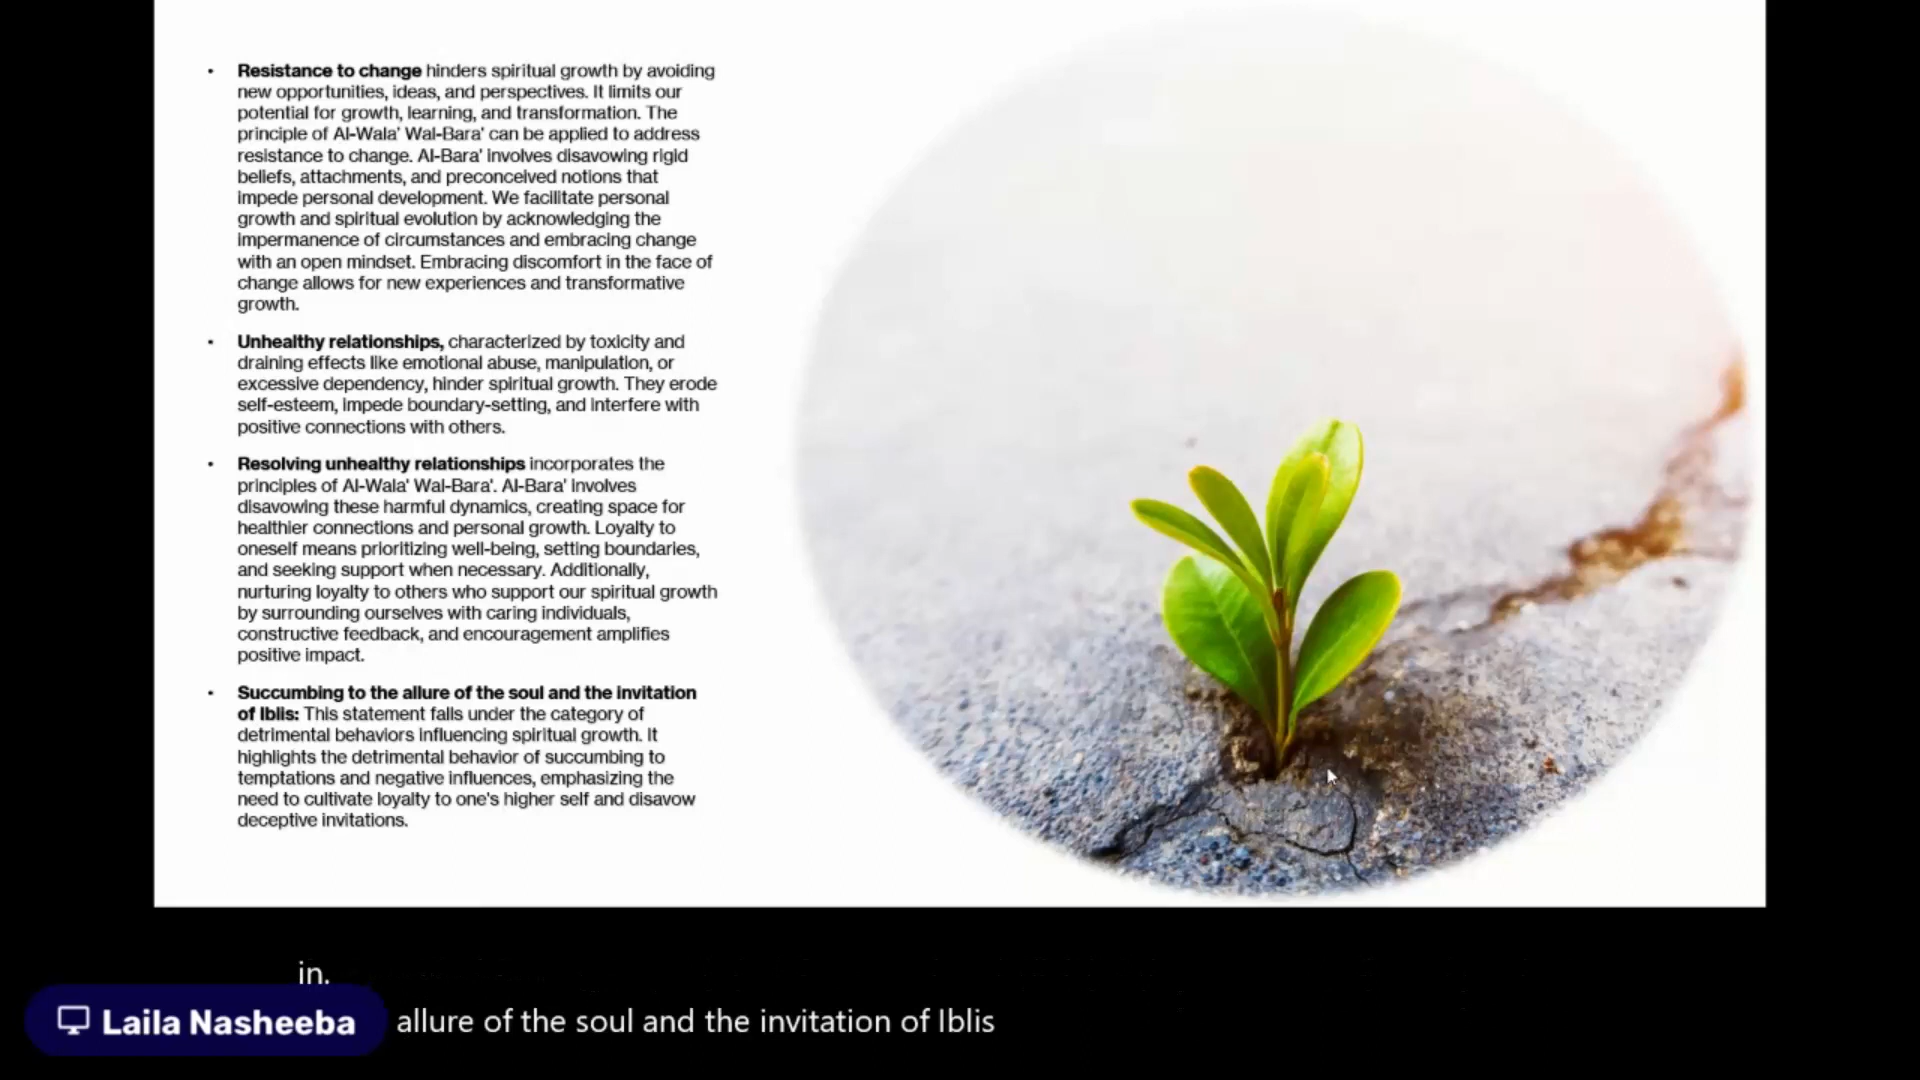 Resistance to change hinders spiritual growth by avoiding
new opportunities, ideas, and perspectives. It limits our
potential for growth, learning, and transformation. The
principle of Al-Wala' Wal-Bara' can be applied to address
resistance to change. Al-Bara' involves disavowing rigid
beliefs, attachments, and preconceived notions that
impede personal development. We facilitate personal
growth and spiritual evolution by acknowledging the
impermanence of circumstances and embracing change
with an open mindset. Embracing discomfort in the face of
change allows for new experiences and transformative
growth.
Unhealthy relationships, characterized by toxicity and
draining effects like emotional abuse, manipulation, or
excessive dependency, hinder spiritual growth. They erode
self-esteem, impede boundary-setting, and interfere with
positive connections with others.
Resolving unhealthy relationships incorporates the
principles of Al-Wala' Wal-Bara'. Al-Bara' involves
disavowing these harmful dynamics, creating space for
healthier connections and personal growth. Loyalty to
oneself means prioritizing well-being, setting boundaries,
and seeking support when necessary. Additionally,
nurturing loyalty to others who support our spiritual growth
by surrounding ourselves with caring individuals,
constructive feedback, and encouragement amplifies
positive impact.
Succumbing to the allure of the soul and the invitation
of Iblis: This statement falls under the category of
detrimental behaviors influencing spiritual growth. It
highlights the detrimental behavior of succumbing to
temptations and negative influences, emphasizing the
need to cultivate loyalty to one's higher self and disavow
deceptive invitations.
in.
Laila Nasheeba
allure of the soul and the invitation of Iblis